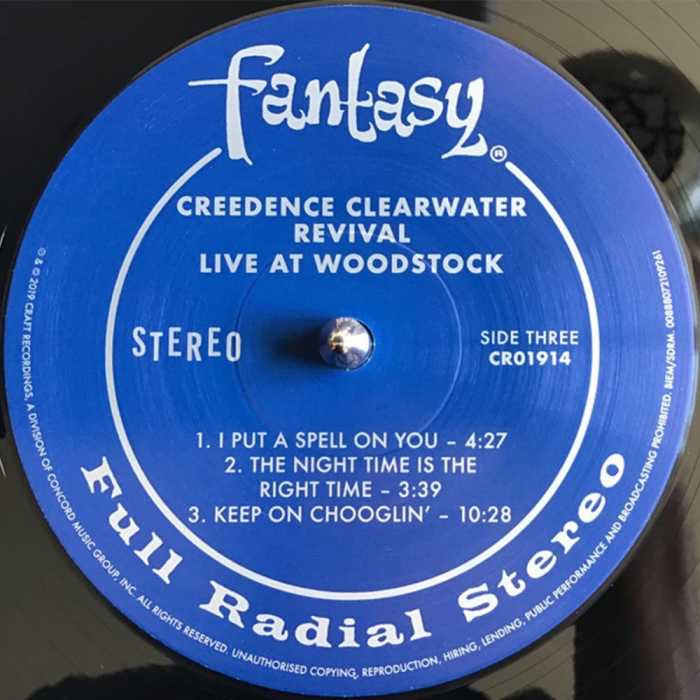 fantasy®
CREEDENCE CLEARWATER
REVIVAL
LIVE AT WOODSTOCK
STEREO
SIDE THREE
CR01914
1. I PUT A SPELL ON YOU – 4:27
2. THE NIGHT TIME IS THE
RIGHT TIME – 3:39
3. KEEP ON CHOOGLIN’ – 10:28
Full Radial Stereo
℗ & © 2019 CRAFT RECORDINGS, A DIVISION OF CONCORD MUSIC GROUP, INC. ALL RIGHTS RESERVED. UNAUTHORISED COPYING, REPRODUCTION, HIRING, LENDING, PUBLIC PERFORMANCE AND BROADCASTING PROHIBITED. BIEM/SDRM. 00888072109261